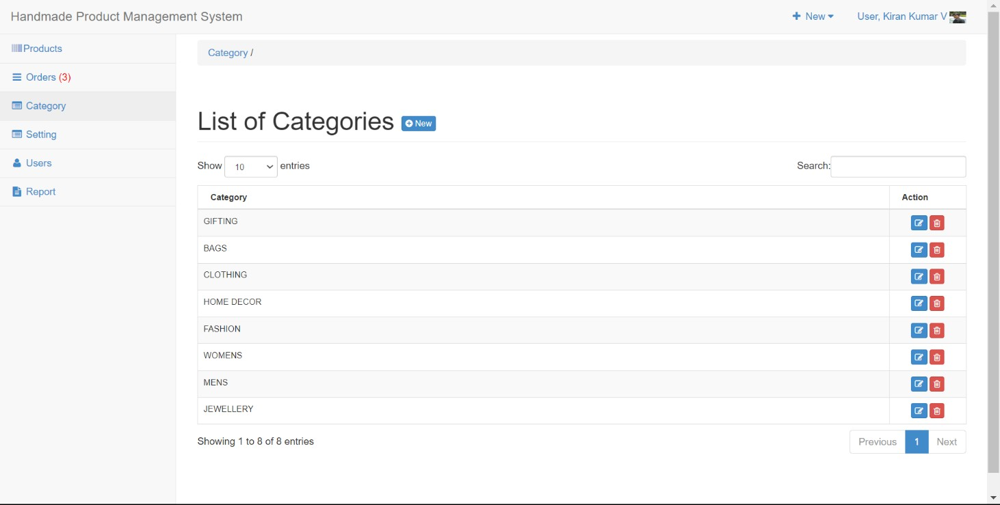 Handmade Product Management System
New
User, Kiran Kumar V
Products
Orders (3)
Category
Setting
Users
Report
Category /
List of Categories
New
Show 10 entries
Search:
Category Action
GIFTING
BAGS
CLOTHING
HOME DECOR
FASHION
WOMENS
MENS
JEWELLERY
Showing 1 to 8 of 8 entries
Previous 1 Next